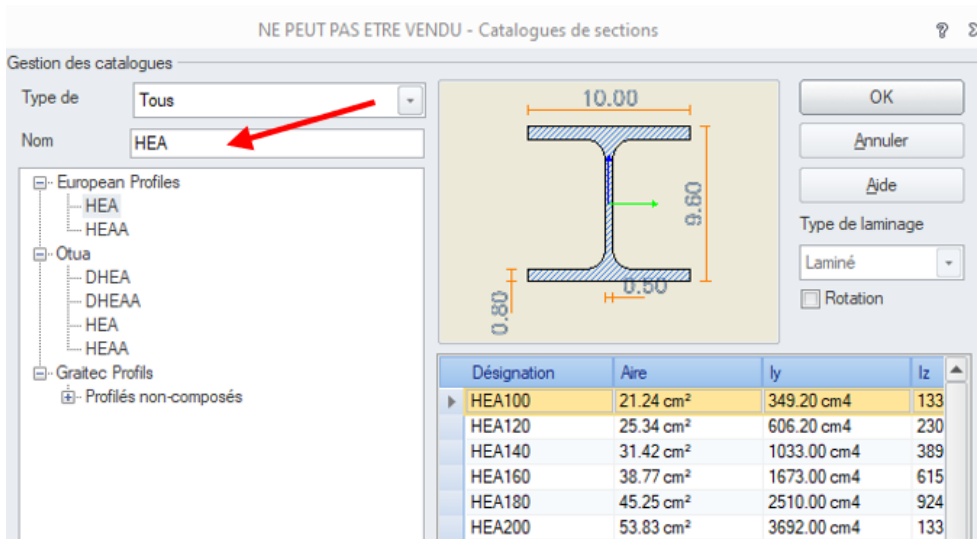 NE PEUT PAS ETRE VENDU - Catalogues de sections
Gestion des catalogues
Type de
Tous
Nom
HEA
European Profiles
HEA
HEAA
Otua
DHEA
DHEAA
HEA
HEAA
Graitec Profils
Profilés non-composés
10.00
9.60
0.50
0.80
OK
Annuler
Aide
Type de laminage
Laminé
Rotation
Désignation Aire Iy Iz
HEA100 21.24 cm² 349.20 cm4 133
HEA120 25.34 cm² 606.20 cm4 230
HEA140 31.42 cm² 1033.00 cm4 389
HEA160 38.77 cm² 1673.00 cm4 615
HEA180 45.25 cm² 2510.00 cm4 924
HEA200 53.83 cm² 3692.00 cm4 133